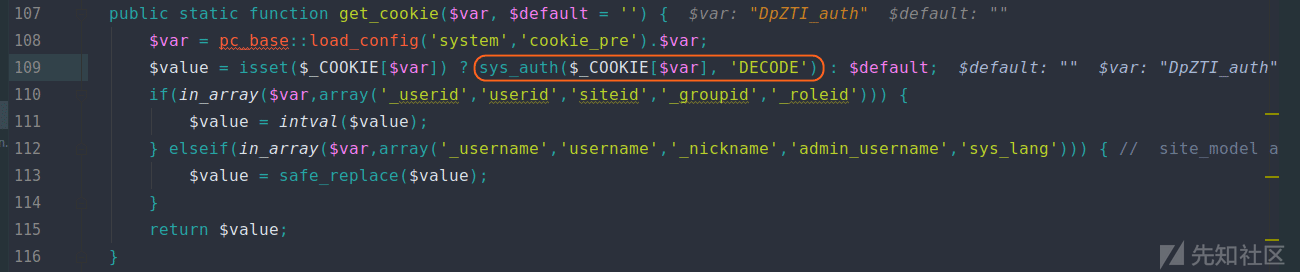 107 public static function get_cookie($var, $default = '') { $var: "DpZTI_auth" $default: ""
108 $var = pc_base::load_config('system','cookie_pre').$var;
109 $value = isset($_COOKIE[$var]) ? sys_auth($_COOKIE[$var], 'DECODE') : $default; $default: "" $var: "DpZTI_auth"
110 if(in_array($var,array('_userid','userid','siteid','_groupid','_roleid'))) {
n. 111 $value = intval($value);
112 } elseif(in_array($var,array('_username','username','_nickname','admin_username','sys_lang'))) { // site_model a
113 $value = safe_replace($value);
114 }
115 return $value;
116 }
先知社区